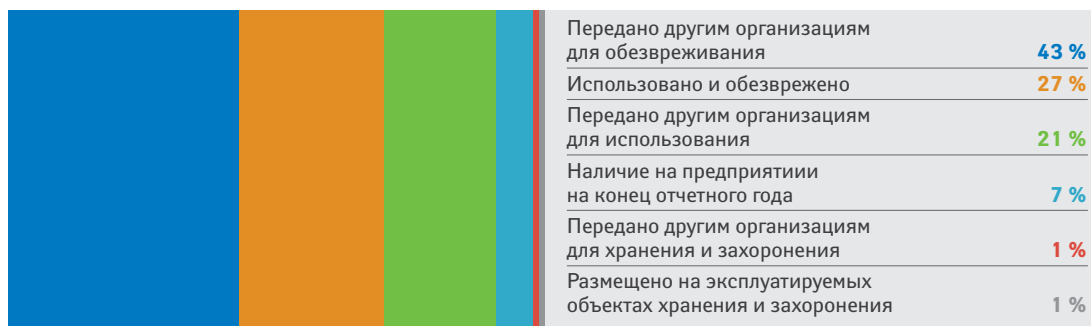 Передано другим организациям
для обезвреживания 43 %
Использовано и обезврежено 27 %
Передано другим организациям
для использования 21 %
Наличие на предприятиии
на конец отчетного года 7 %
Передано другим организациям
для хранения и захоронения 1 %
Размещено на эксплуатируемых
объектах хранения и захоронения 1 %